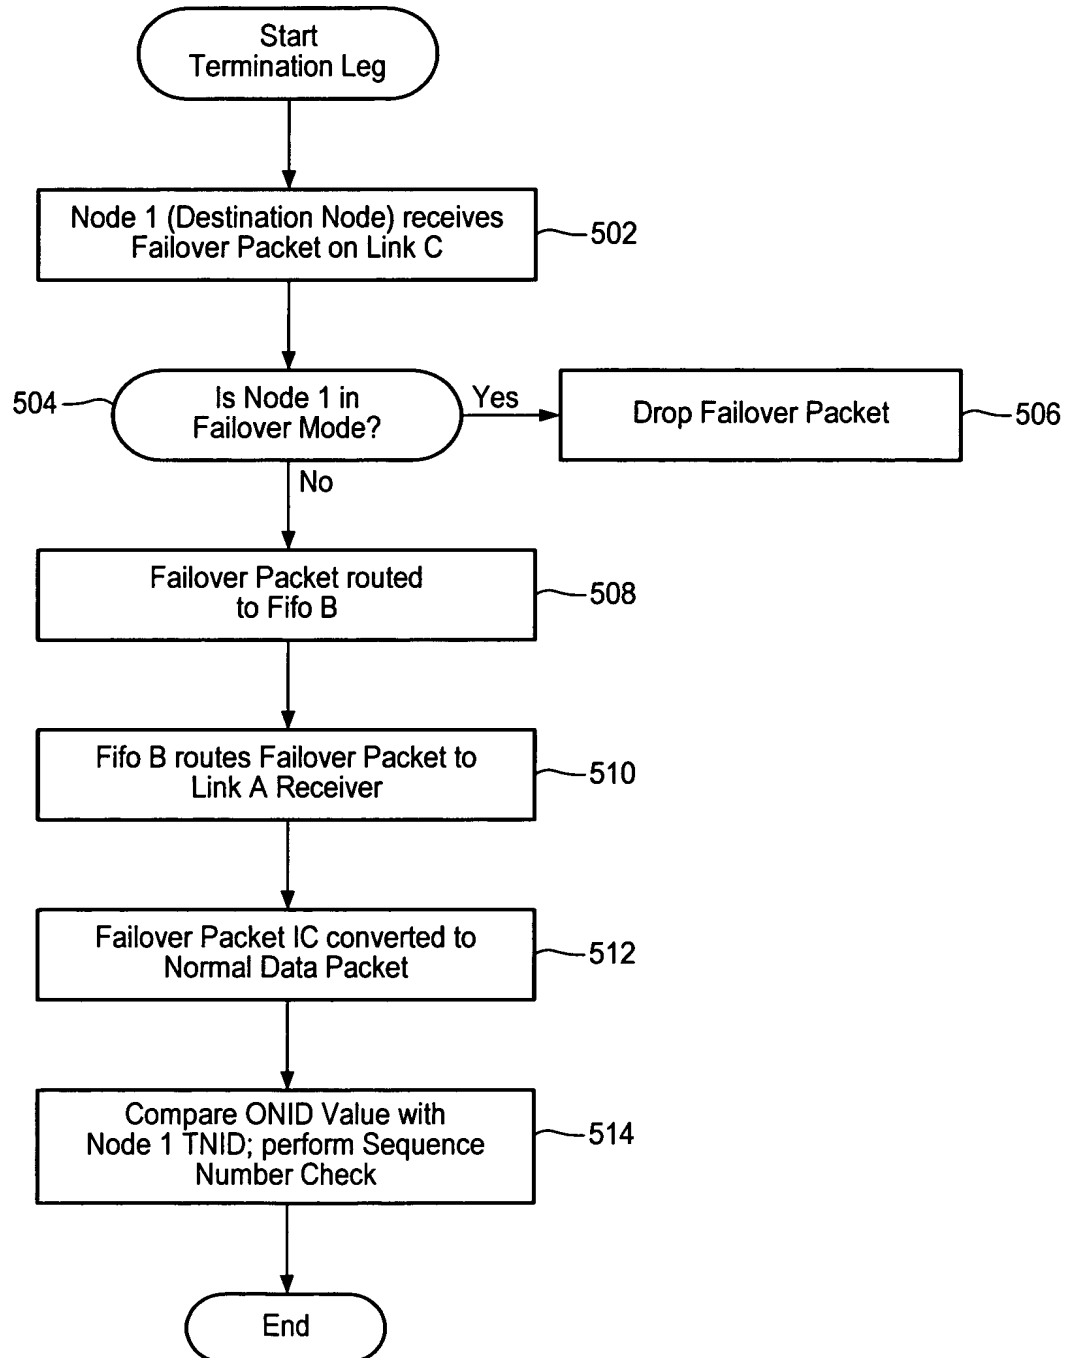 Start
Termination Leg
Node 1 (Destination Node) receives
Failover Packet on Link C
502
504
Is Node 1 in
Failover Mode?
Yes
Drop Failover Packet
506
No
Failover Packet routed
to Fifo B
508
Fifo B routes Failover Packet to
Link A Receiver
510
Failover Packet IC converted to
Normal Data Packet
512
Compare ONID Value with
Node 1 TNID; perform Sequence
Number Check
514
End